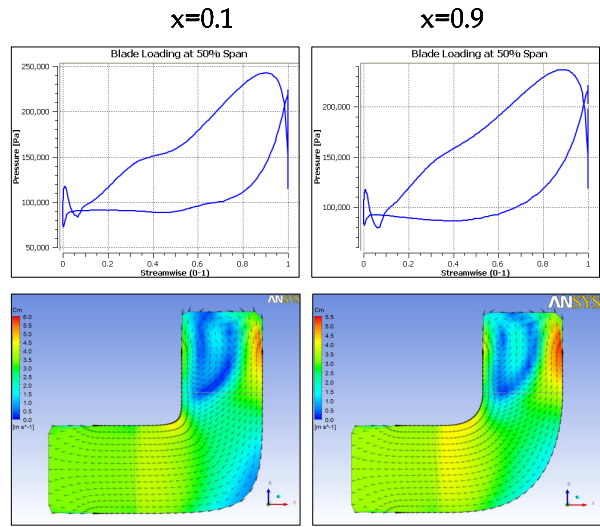 x=0.1
x=0.9
Blade Loading at 50% Span
250,000
200,000
150,000
100,000
50,000
Pressure [Pa]
0 0.2 0.4 0.6 0.8 1
Streamwise (0-1)
Blade Loading at 50% Span
200,000
150,000
100,000
Pressure [Pa]
0 0.2 0.4 0.6 0.8 1
Streamwise (0-1)
ANSYS
Cm
6.0
5.5
5.0
4.5
4.0
3.5
3.0
2.5
2.0
1.5
1.0
0.5
0.0
[m s^-1]
ANSYS
Cm
5.5
5.0
4.5
4.0
3.5
3.0
2.5
2.0
1.5
1.0
0.5
0.0
[m s^-1]